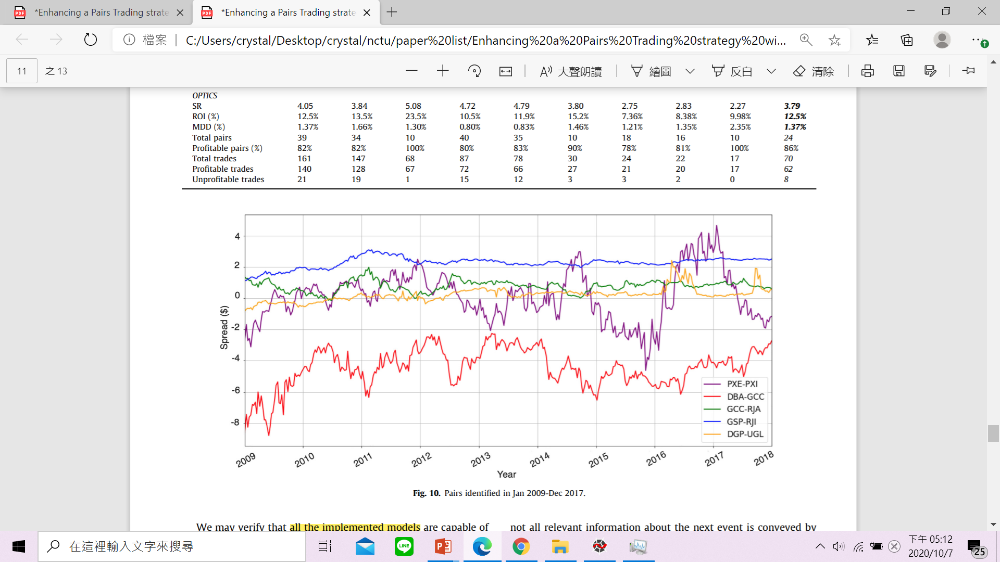 *Enhancing a Pairs Trading strate
*Enhancing a Pairs Trading strate
檔案 C:/Users/crystal/Desktop/crystal/nctu/paper%20list/Enhancing%20a%20Pairs%20Trading%20strategy%20wi...
11 之 13 大聲朗讀 繪圖 反白 清除
OPTICS
SR 4.05 3.84 5.08 4.72 4.79 3.80 2.75 2.83 2.27 3.79
ROI (%) 12.5% 13.5% 23.5% 10.5% 11.9% 15.2% 7.36% 8.38% 9.98% 12.5%
MDD (%) 1.37% 1.66% 1.30% 0.80% 0.83% 1.46% 1.21% 1.35% 2.35% 1.37%
Total pairs 39 34 10 40 35 10 18 16 10 24
Profitable pairs (%) 82% 82% 100% 80% 83% 90% 78% 81% 100% 86%
Total trades 161 147 68 87 78 30 24 22 17 70
Profitable trades 140 128 67 72 66 27 21 20 17 62
Unprofitable trades 21 19 1 15 12 3 3 2 0 8
4
2
0
-2
-4
-6
-8
Spread ($)
PXE-PXI
DBA-GCC
GCC-RJA
GSP-RJI
DGP-UGL
2009 2010 2011 2012 2013 2014 2015 2016 2017 2018
Year
Fig. 10. Pairs identified in Jan 2009-Dec 2017.
We may verify that all the implemented models are capable of
not all relevant information about the next event is conveyed by
在這裡輸入文字來搜尋
LINE
下午 05:12
2020/10/7
25